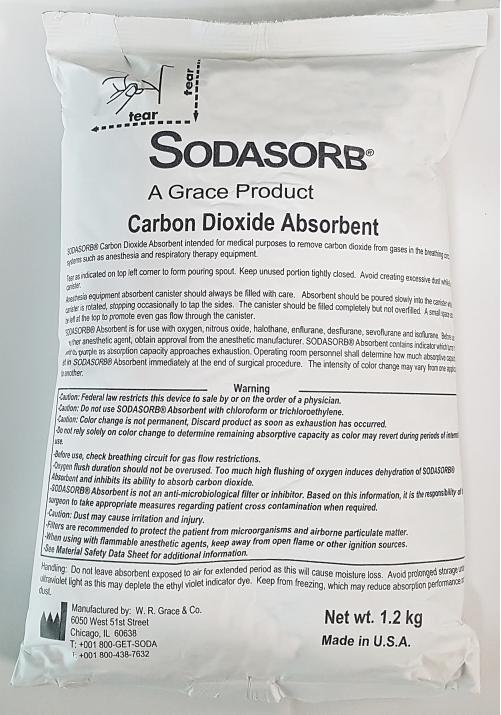 tear
tear
SODASORB®
A Grace Product
Carbon Dioxide Absorbent
SODASORB® Carbon Dioxide Absorbent intended for medical purposes to remove carbon dioxide from gases in the breathing
systems such as anesthesia and respiratory therapy equipment.
Tear as indicated on top left corner to form pouring spout. Keep unused portion tightly closed. Avoid creating excessive dust
canister.
Anesthesia equipment absorbent canister should always be filled with care. Absorbent should be poured slowly into the canister
canister is rotated, stopping occasionally to tap the sides. The canister should be filled completely but not overfilled. A small space
be left at the top to promote even gas flow through the canister.
SODASORB® Absorbent is for use with oxygen, nitrous oxide, halothane, enflurane, desflurane, sevoflurane and isoflurane.
anesthetic agent, obtain approval from the anesthetic manufacturer. SODASORB® Absorbent contains indicator which
purple as absorption capacity approaches exhaustion. Operating room personnel shall determine how much absorptive
in SODASORB® Absorbent immediately at the end of surgical procedure. The intensity of color change may vary from one
to another.
Warning
-Caution: Federal law restricts this device to sale by or on the order of a physician.
-Caution: Do not use SODASORB® Absorbent with chloroform or trichloroethylene.
-Caution: Color change is not permanent, Discard product as soon as exhaustion has occurred.
-Do not rely solely on color change to determine remaining absorptive capacity as color may revert during periods of
use.
-Before use, check breathing circuit for gas flow restrictions.
-Oxygen flush duration should not be overused. Too much high flushing of oxygen induces dehydration of SODASORB®
Absorbent and inhibits its ability to absorb carbon dioxide.
-SODASORB® Absorbent is not an anti-microbiological filter or inhibitor. Based on this information, it is the responsibility of
surgeon to take appropriate measures regarding patient cross contamination when required.
-Caution: Dust may cause irritation and injury.
-Filters are recommended to protect the patient from microorganisms and airborne particulate matter.
-When using with flammable anesthetic agents, keep away from open flame or other ignition sources.
-See Material Safety Data Sheet for additional information.
Handling: Do not leave absorbent exposed to air for extended period as this will cause moisture loss. Avoid prolonged storage
ultraviolet light as this may deplete the ethyl violet indicator dye. Keep from freezing, which may reduce absorption performance
dust.
Manufactured by: W. R. Grace & Co.
6050 West 51st Street
Chicago, IL 60638
T: +001 800-GET-SODA
+001 800-438-7632
Net wt. 1.2 kg
Made in U.S.A.